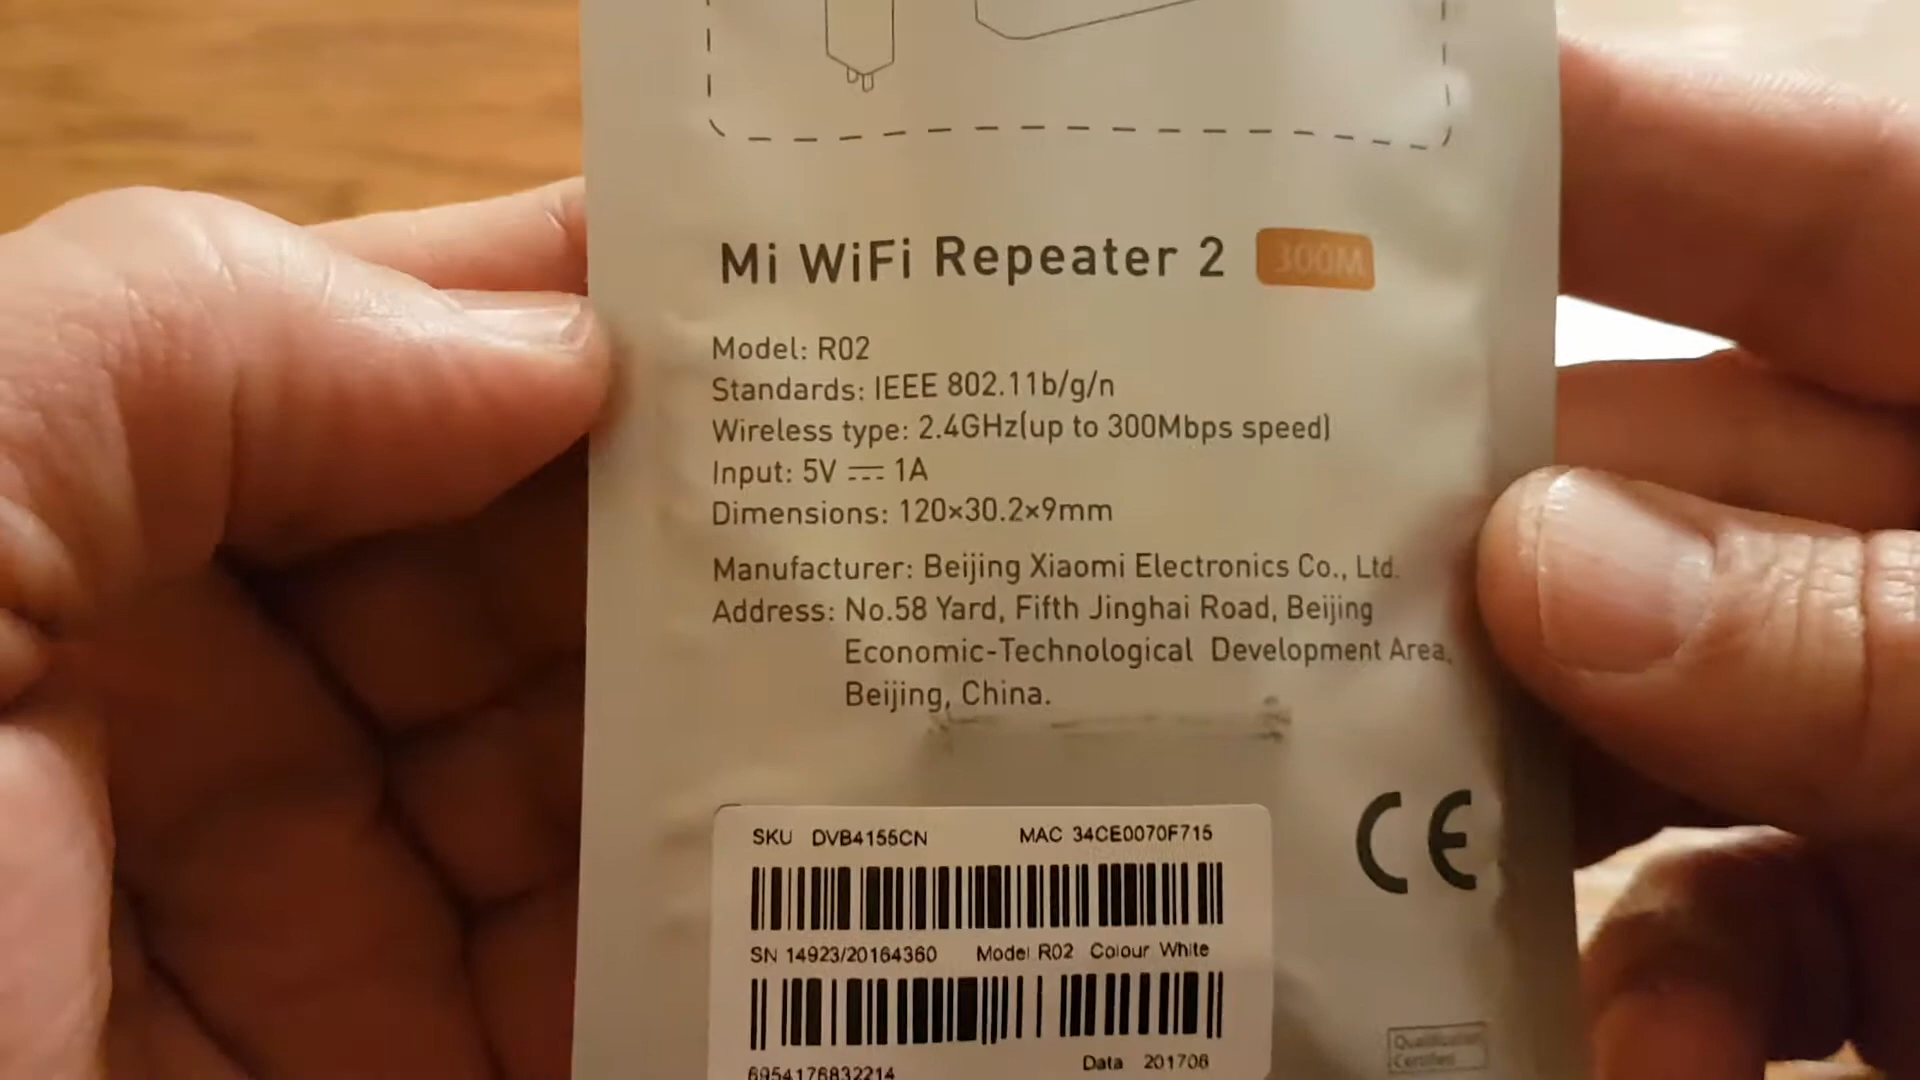 Mi WiFi Repeater 2 300M
Model: R02
Standards: IEEE 802.11b/g/n
Wireless type: 2.4GHz(up to 300Mbps speed)
Input: 5V ⎓ 1A
Dimensions: 120×30.2×9mm
Manufacturer: Beijing Xiaomi Electronics Co., Ltd.
Address: No.58 Yard, Fifth Jinghai Road, Beijing
Economic-Technological Development Area,
Beijing, China.
CE
SKU DVB4155CN MAC 34CE0070F715
SN 14923/20164360 Model R02 Colour White
6954176832214 Data 201706
Qualification
Certified